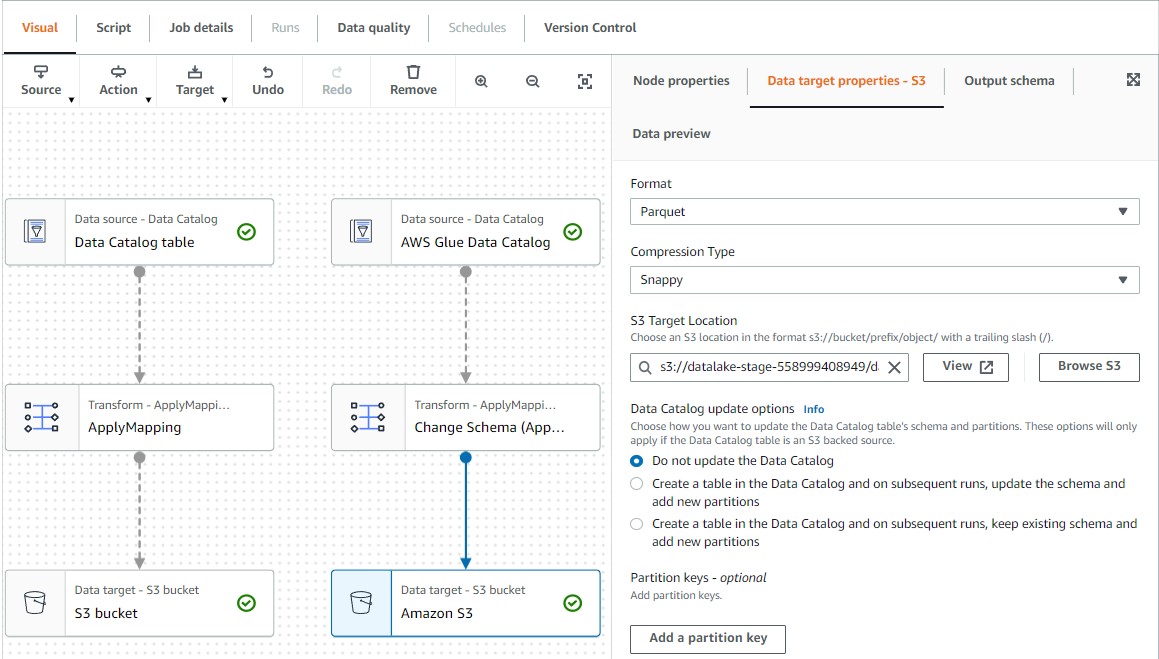 Visual
Script
Job details
Runs
Data quality
Schedules
Version Control
Source
Action
Target
Undo
Redo
Remove
Node properties
Data target properties - S3
Output schema
Data preview
Data source - Data Catalog
Data Catalog table
Data source - Data Catalog
AWS Glue Data Catalog
Transform - ApplyMappi...
ApplyMapping
Transform - ApplyMappi...
Change Schema (App...
Data target - S3 bucket
S3 bucket
Data target - S3 bucket
Amazon S3
Format
Parquet
Compression Type
Snappy
S3 Target Location
Choose an S3 location in the format s3://bucket/prefix/object/ with a trailing slash (/).
s3://datalake-stage-558999408949/d
View
Browse S3
Data Catalog update options Info
Choose how you want to update the Data Catalog table's schema and partitions. These options will only
apply if the Data Catalog table is an S3 backed source.
Do not update the Data Catalog
Create a table in the Data Catalog and on subsequent runs, update the schema and
add new partitions
Create a table in the Data Catalog and on subsequent runs, keep existing schema and
add new partitions
Partition keys - optional
Add partition keys.
Add a partition key